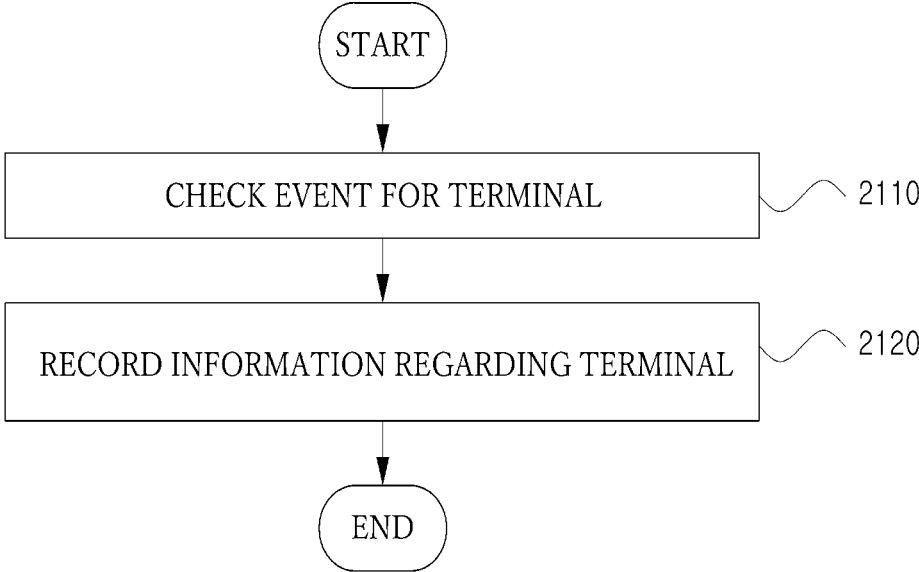 START
CHECK EVENT FOR TERMINAL
2110
RECORD INFORMATION REGARDING TERMINAL
2120
END